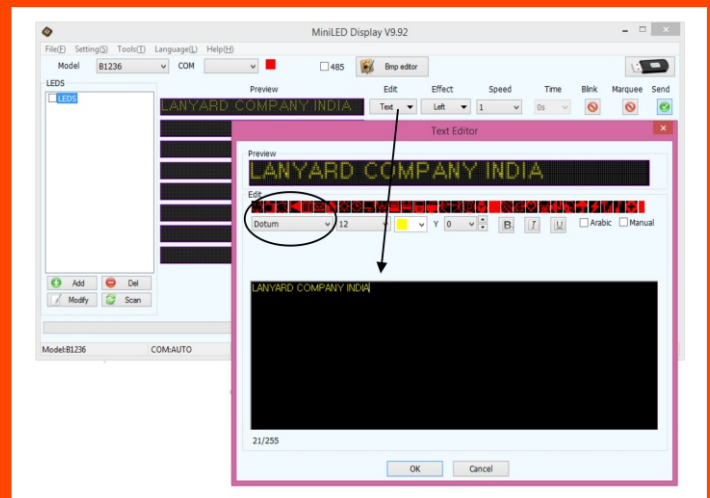 MiniLED Display V9.92
File(F) Setting(S) Tools(T) Language(L) Help(H)
Model B1236 COM 485 Bmp editor
LEDS
LEDS
Preview Edit Effect Speed Time Blink Marquee Send
LANYARD COMPANY INDIA Text Left 1 0s
Text Editor
Preview
LANYARD COMPANY INDIA
Edit
Dotum 12 Y 0 B I U Arabic Manual
LANYARD COMPANY INDIA
Add Del
Modify Scan
Model:B1236 COM:AUTO
21/255
OK Cancel